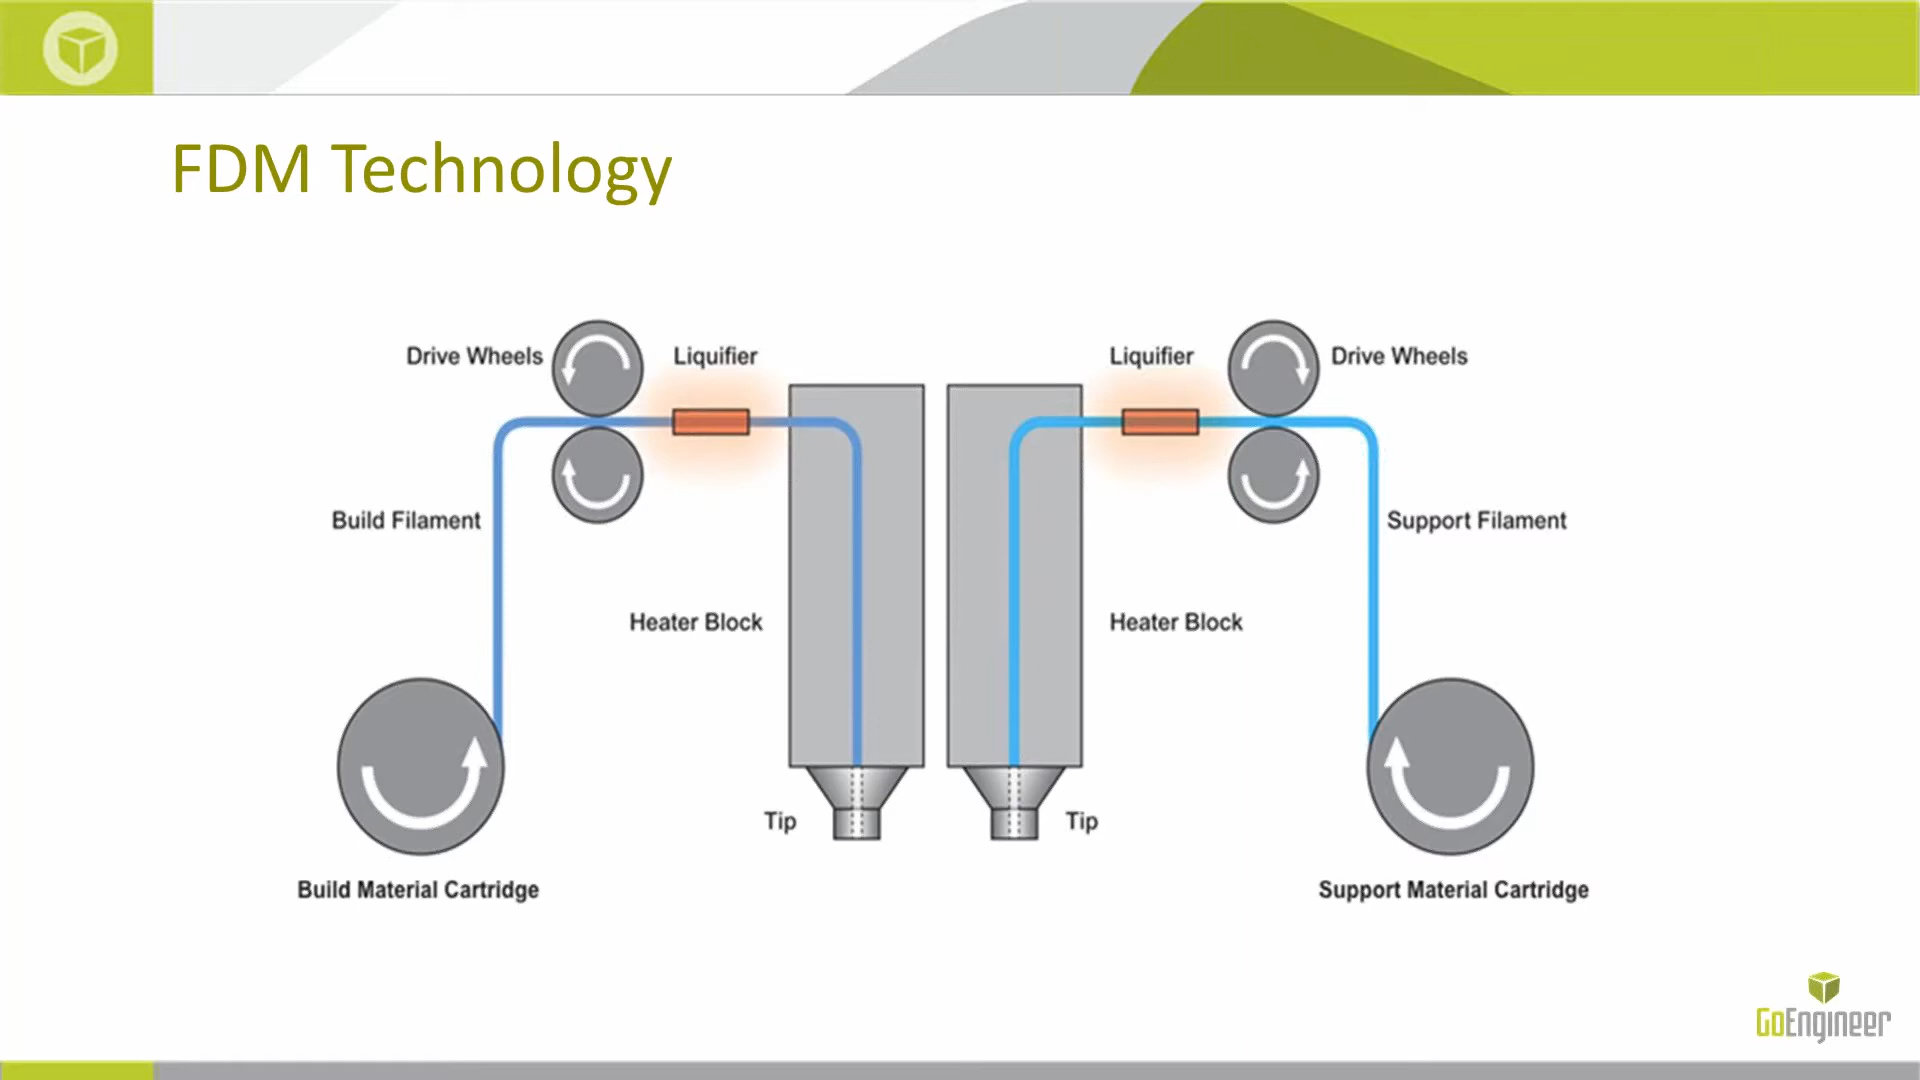 FDM Technology
Drive Wheels
Liquifier
Liquifier
Drive Wheels
Build Filament
Support Filament
Heater Block
Heater Block
Tip
Tip
Build Material Cartridge
Support Material Cartridge
GoEngineer